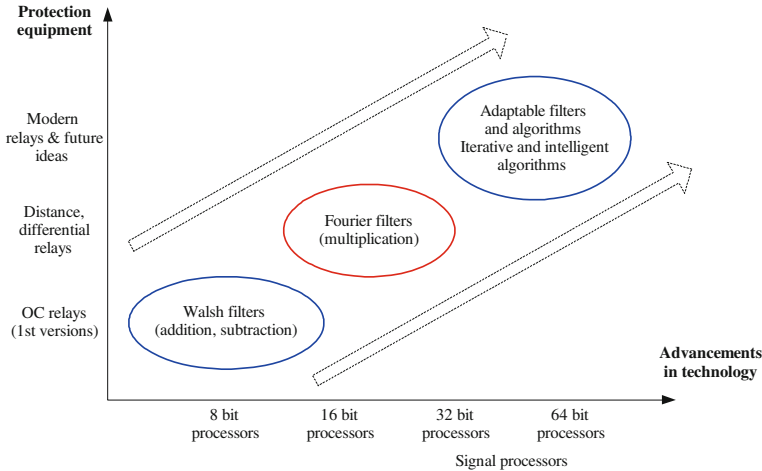 Protection
equipment
Modern
relays & future
ideas
Distance,
differential
relays
OC relays
(1st versions)
Adaptable filters
and algorithms
Iterative and intelligent
algorithms
Fourier filters
(multiplication)
Walsh filters
(addition, subtraction)
Advancements
in technology
8 bit
processors
16 bit
processors
32 bit
processors
64 bit
processors
Signal processors